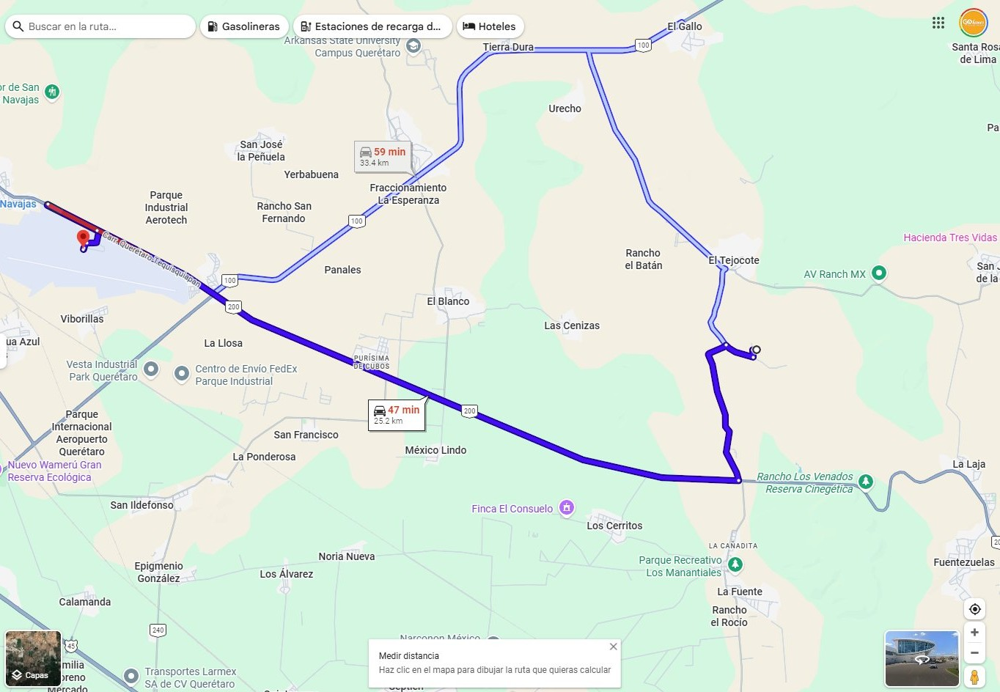 Buscar en la ruta...
Gasolineras
Estaciones de recarga d...
Hoteles
El Gallo
100
Arkansas State University
Campus Querétaro
Tierra Dura
Santa Rosa
de Lima
or de San
Navajas
Urecho
San José
la Peñuela
59 min
33.4 km
Yerbabuena
Fraccionamiento
La Esperanza
Parque
Industrial
Aerotech
Navajas
Rancho San
Fernando
100
Carr. Querétaro-Tequisquiapan
Hacienda Tres Vidas
Rancho
el Batán
El Tejocote
AV Ranch MX
San J
de la
Panales
100
200
El Blanco
Viborillas
Las Cenizas
ua Azul
La Llosa
PURÍSIMA
DE CUBOS
Vesta Industrial
Park Querétaro
Centro de Envío FedEx
Parque Industrial
47 min
25.2 km
200
Parque
Internacional
Aeropuerto
Querétaro
San Francisco
México Lindo
La Ponderosa
Nuevo Wamerú Gran
Reserva Ecológica
Rancho Los Venados
Reserva Cinegética
La Laja
San Ildefonso
Finca El Consuelo
Los Cerritos
LA CAÑADITA
Noria Nueva
Parque Recreativo
Los Manantiales
Fuentezuelas
Epigmenio
González
Los Álvarez
La Fuente
Calamanda
Rancho
el Rocío
240
45
Narconon México
Medir distancia
Haz clic en el mapa para dibujar la ruta que quieras calcular
Capas
Transportes Larmex
SA de CV Querétaro
Mercado